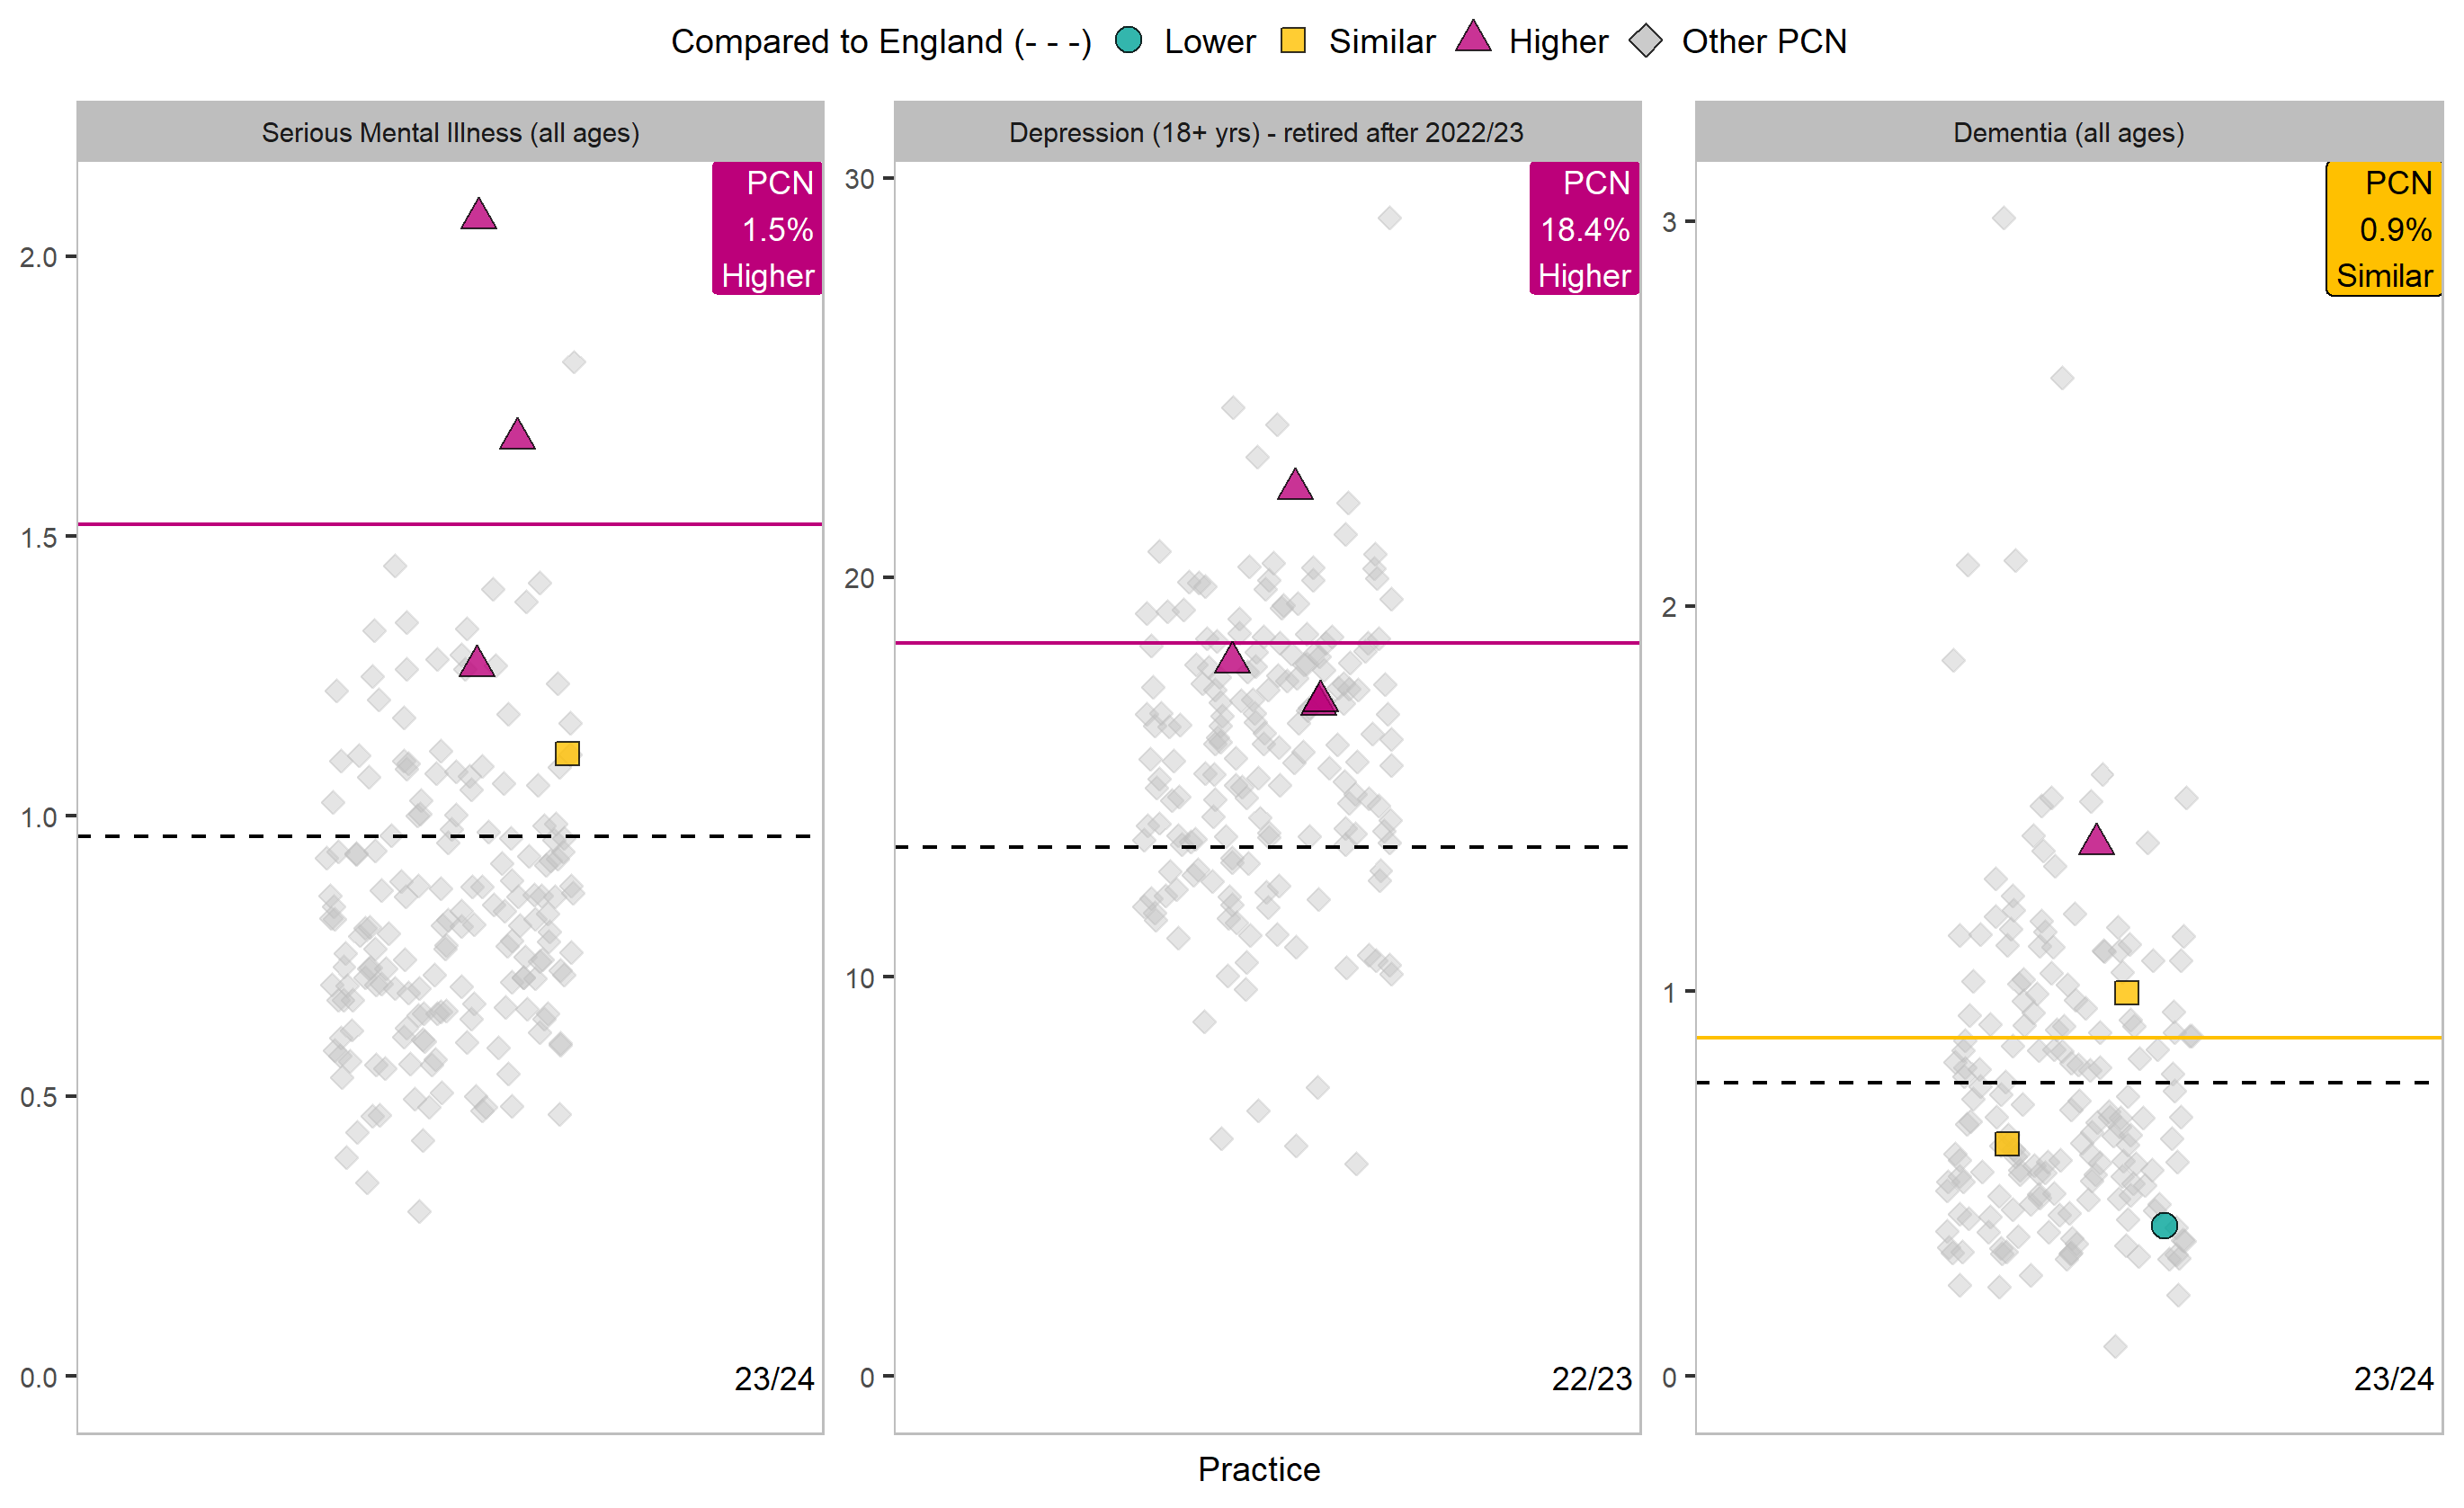 Compared to England (- - -) Lower Similar Higher Other PCN
Serious Mental Illness (all ages)
PCN
1.5%
Higher
2.0
1.5
1.0
0.5
0.0
23/24
Depression (18+ yrs) - retired after 2022/23
PCN
18.4%
Higher
30
20
10
0
22/23
Dementia (all ages)
PCN
0.9%
Similar
3
2
1
0
23/24
Practice